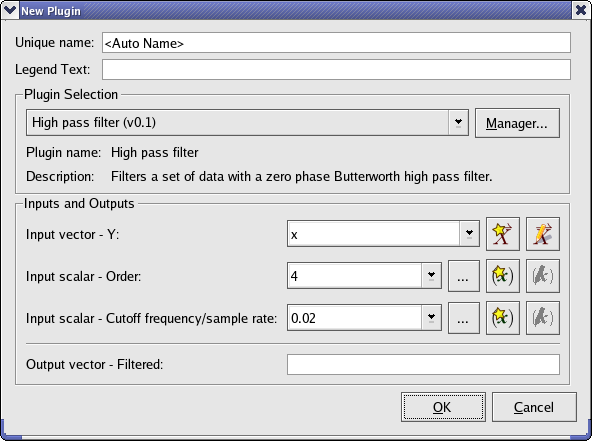 New Plugin
Unique name: <Auto Name>
Legend Text:
Plugin Selection
High pass filter (v0.1) Manager...
Plugin name: High pass filter
Description: Filters a set of data with a zero phase Butterworth high pass filter.
Inputs and Outputs
Input vector - Y: x
Input scalar - Order: 4 ...
Input scalar - Cutoff frequency/sample rate: 0.02 ...
Output vector - Filtered:
OK Cancel